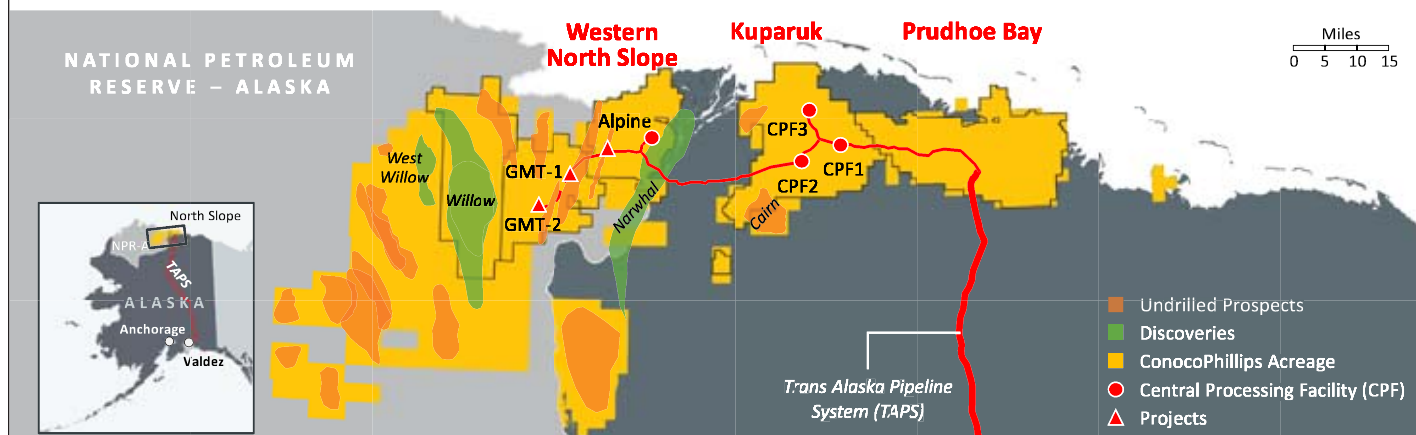 Western
North Slope
Kuparuk
Prudhoe Bay
Miles
0 5 10 15
NATIONAL PETROLEUM
RESERVE – ALASKA
Alpine
CPF3
CPF1
CPF2
West
Willow
Willow
GMT-1
GMT-2
Narwhal
Cairn
North Slope
NPR-A
TAPS
ALASKA
Anchorage
Valdez
Trans Alaska Pipeline
System (TAPS)
Undrilled Prospects
Discoveries
ConocoPhillips Acreage
Central Processing Facility (CPF)
Projects